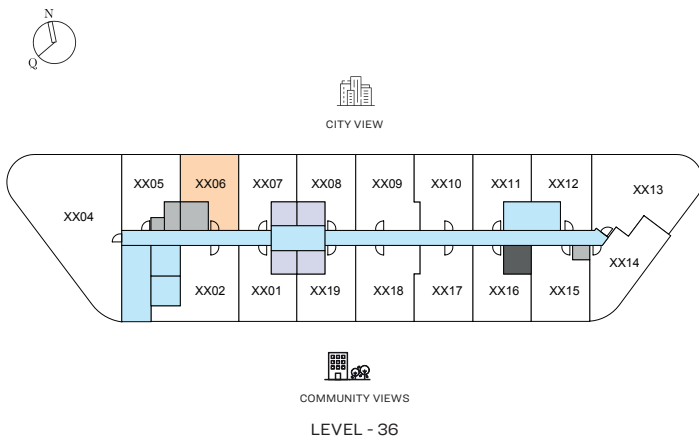 N
Q
CITY VIEW
XX05 XX06 XX07 XX08 XX09 XX10 XX11 XX12 XX13
XX04
XX14
XX02 XX01 XX19 XX18 XX17 XX16 XX15
COMMUNITY VIEWS
LEVEL - 36